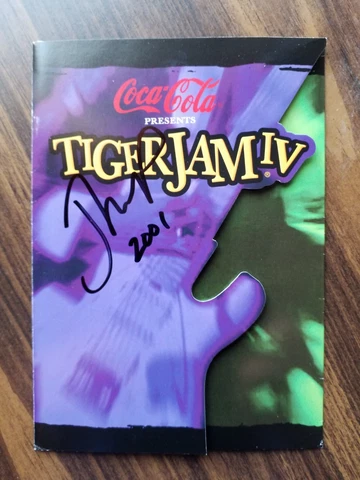 Coca-Cola
PRESENTS
TIGERJAM IV
2001